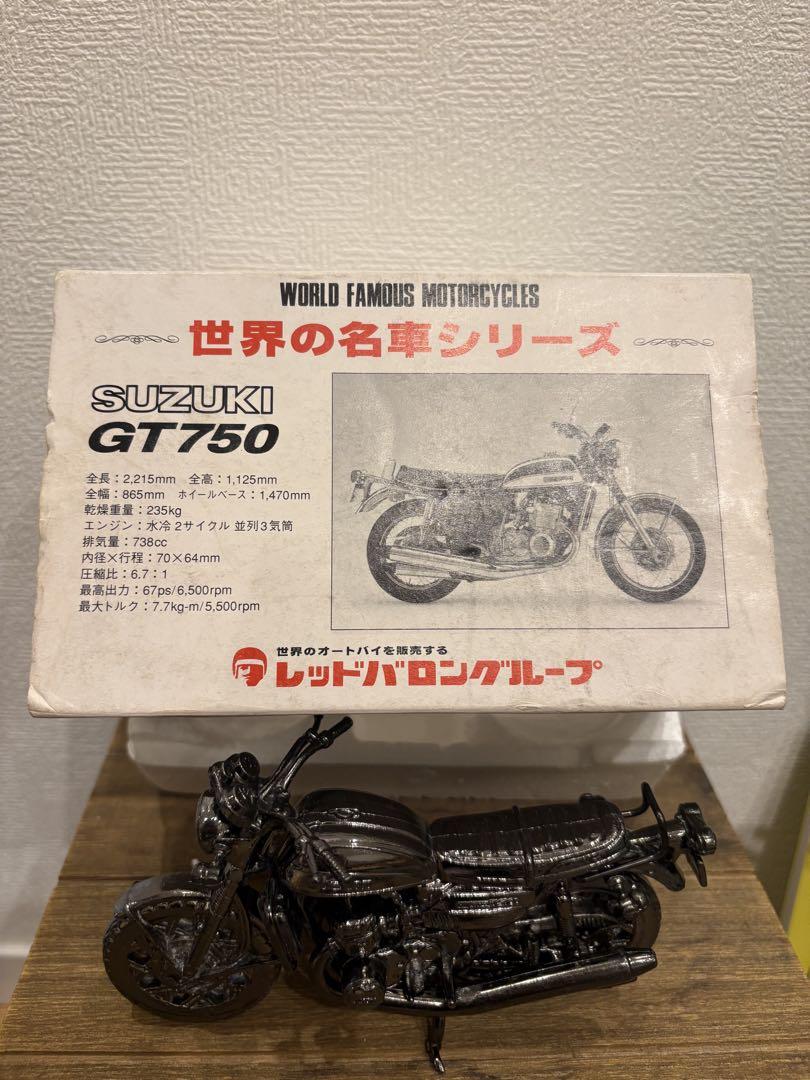 WORLD FAMOUS MOTORCYCLES
世界の名車シリーズ
SUZUKI
GT750
全長：2,215mm 全高：1,125mm
全幅：865mm ホイールベース：1,470mm
乾燥重量：235kg
エンジン：水冷2サイクル 並列3気筒
排気量：738cc
内径×行程：70×64mm
圧縮比：6.7：1
最高出力：67ps/6,500rpm
最大トルク：7.7kg-m/5,500rpm
世界のオートバイを販売する
レッドバロングループ